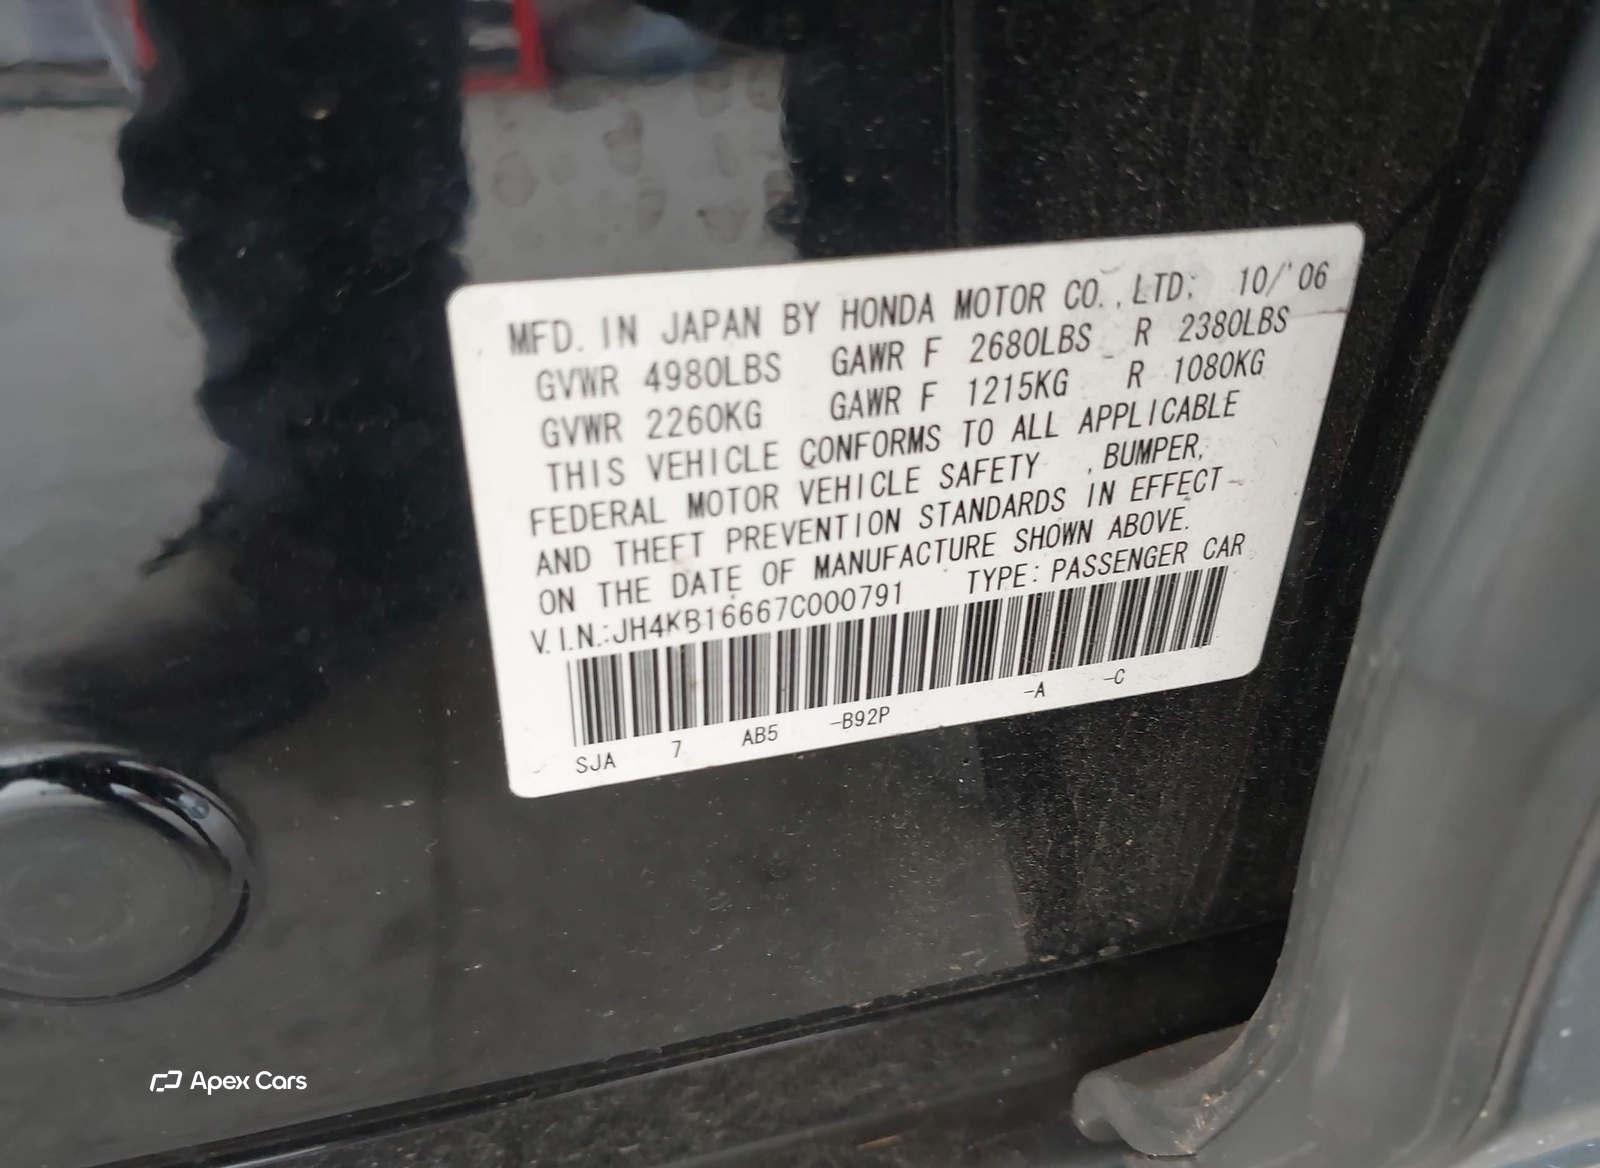 MFD. IN JAPAN BY HONDA MOTOR CO., LTD; 10/'06
GVWR 4980LBS GAWR F 2680LBS R 2380LBS
GVWR 2260KG GAWR F 1215KG R 1080KG
THIS VEHICLE CONFORMS TO ALL APPLICABLE
FEDERAL MOTOR VEHICLE SAFETY , BUMPER,
AND THEFT PREVENTION STANDARDS IN EFFECT
ON THE DATE OF MANUFACTURE SHOWN ABOVE.
V.I.N.:JH4KB16667C000791 TYPE: PASSENGER CAR
SJA 7 AB5 -B92P -A -C
Apex Cars